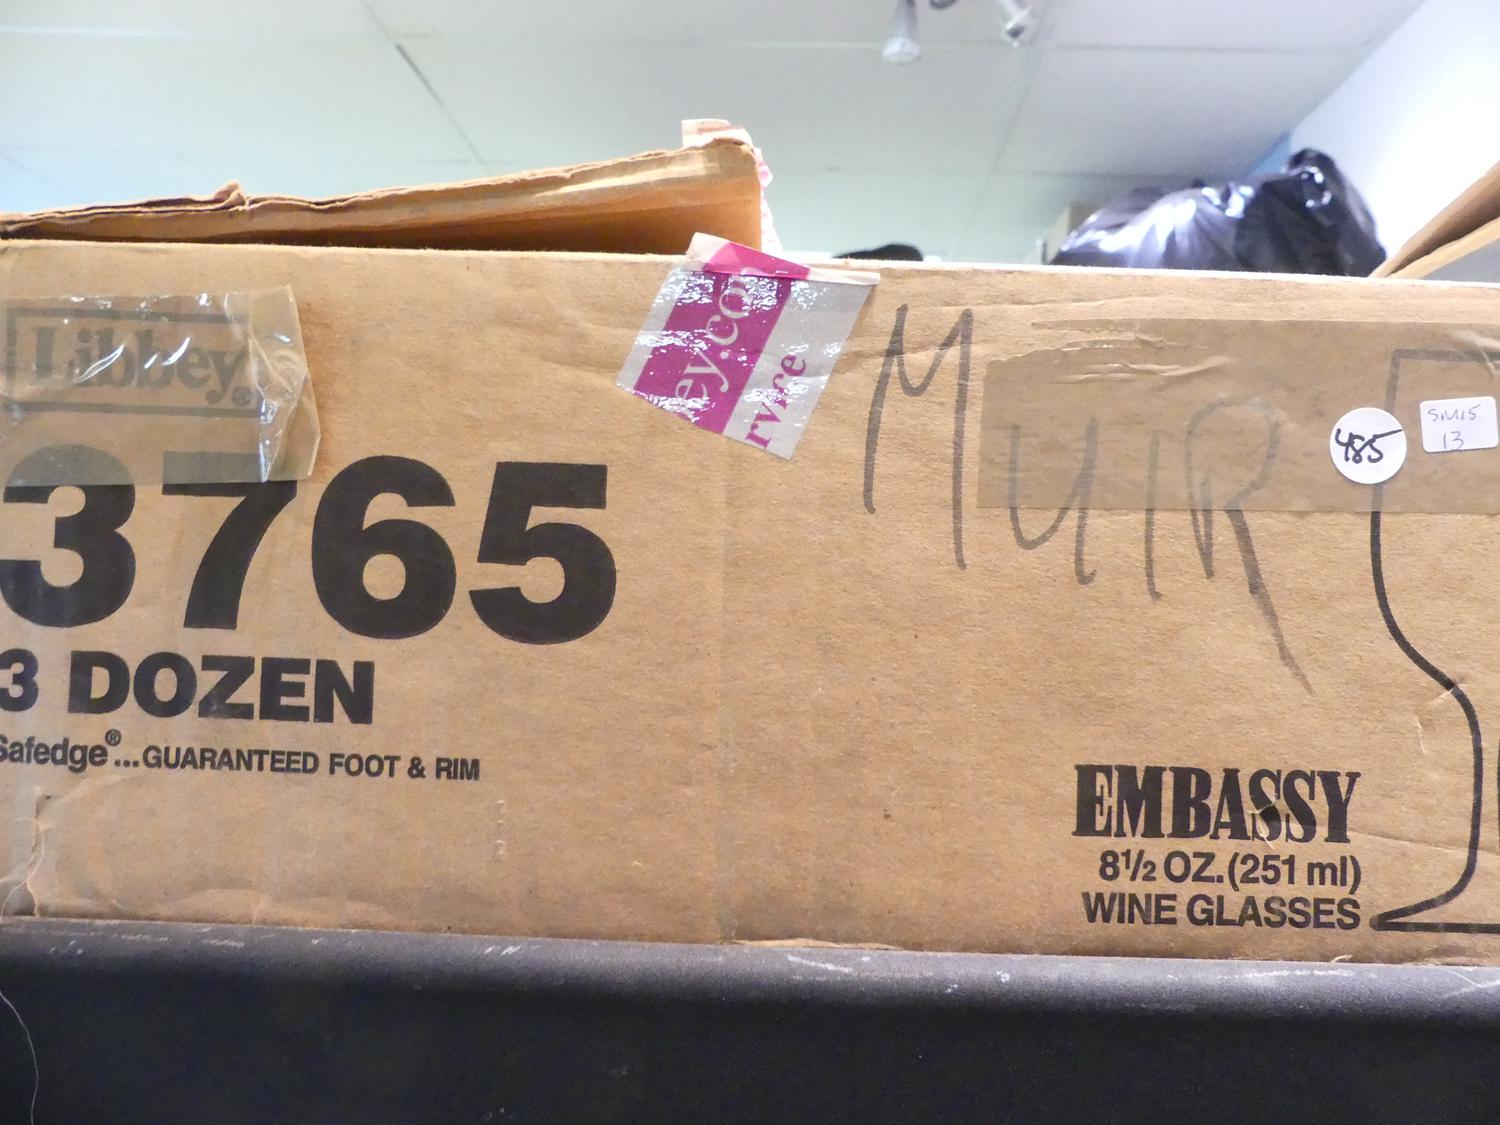 Libbey®
3765
3 DOZEN
Safedge®...GUARANTEED FOOT & RIM
ey.co
rvice
MUIR
485
SM15
13
EMBASSY
8½ OZ.(251 ml)
WINE GLASSES